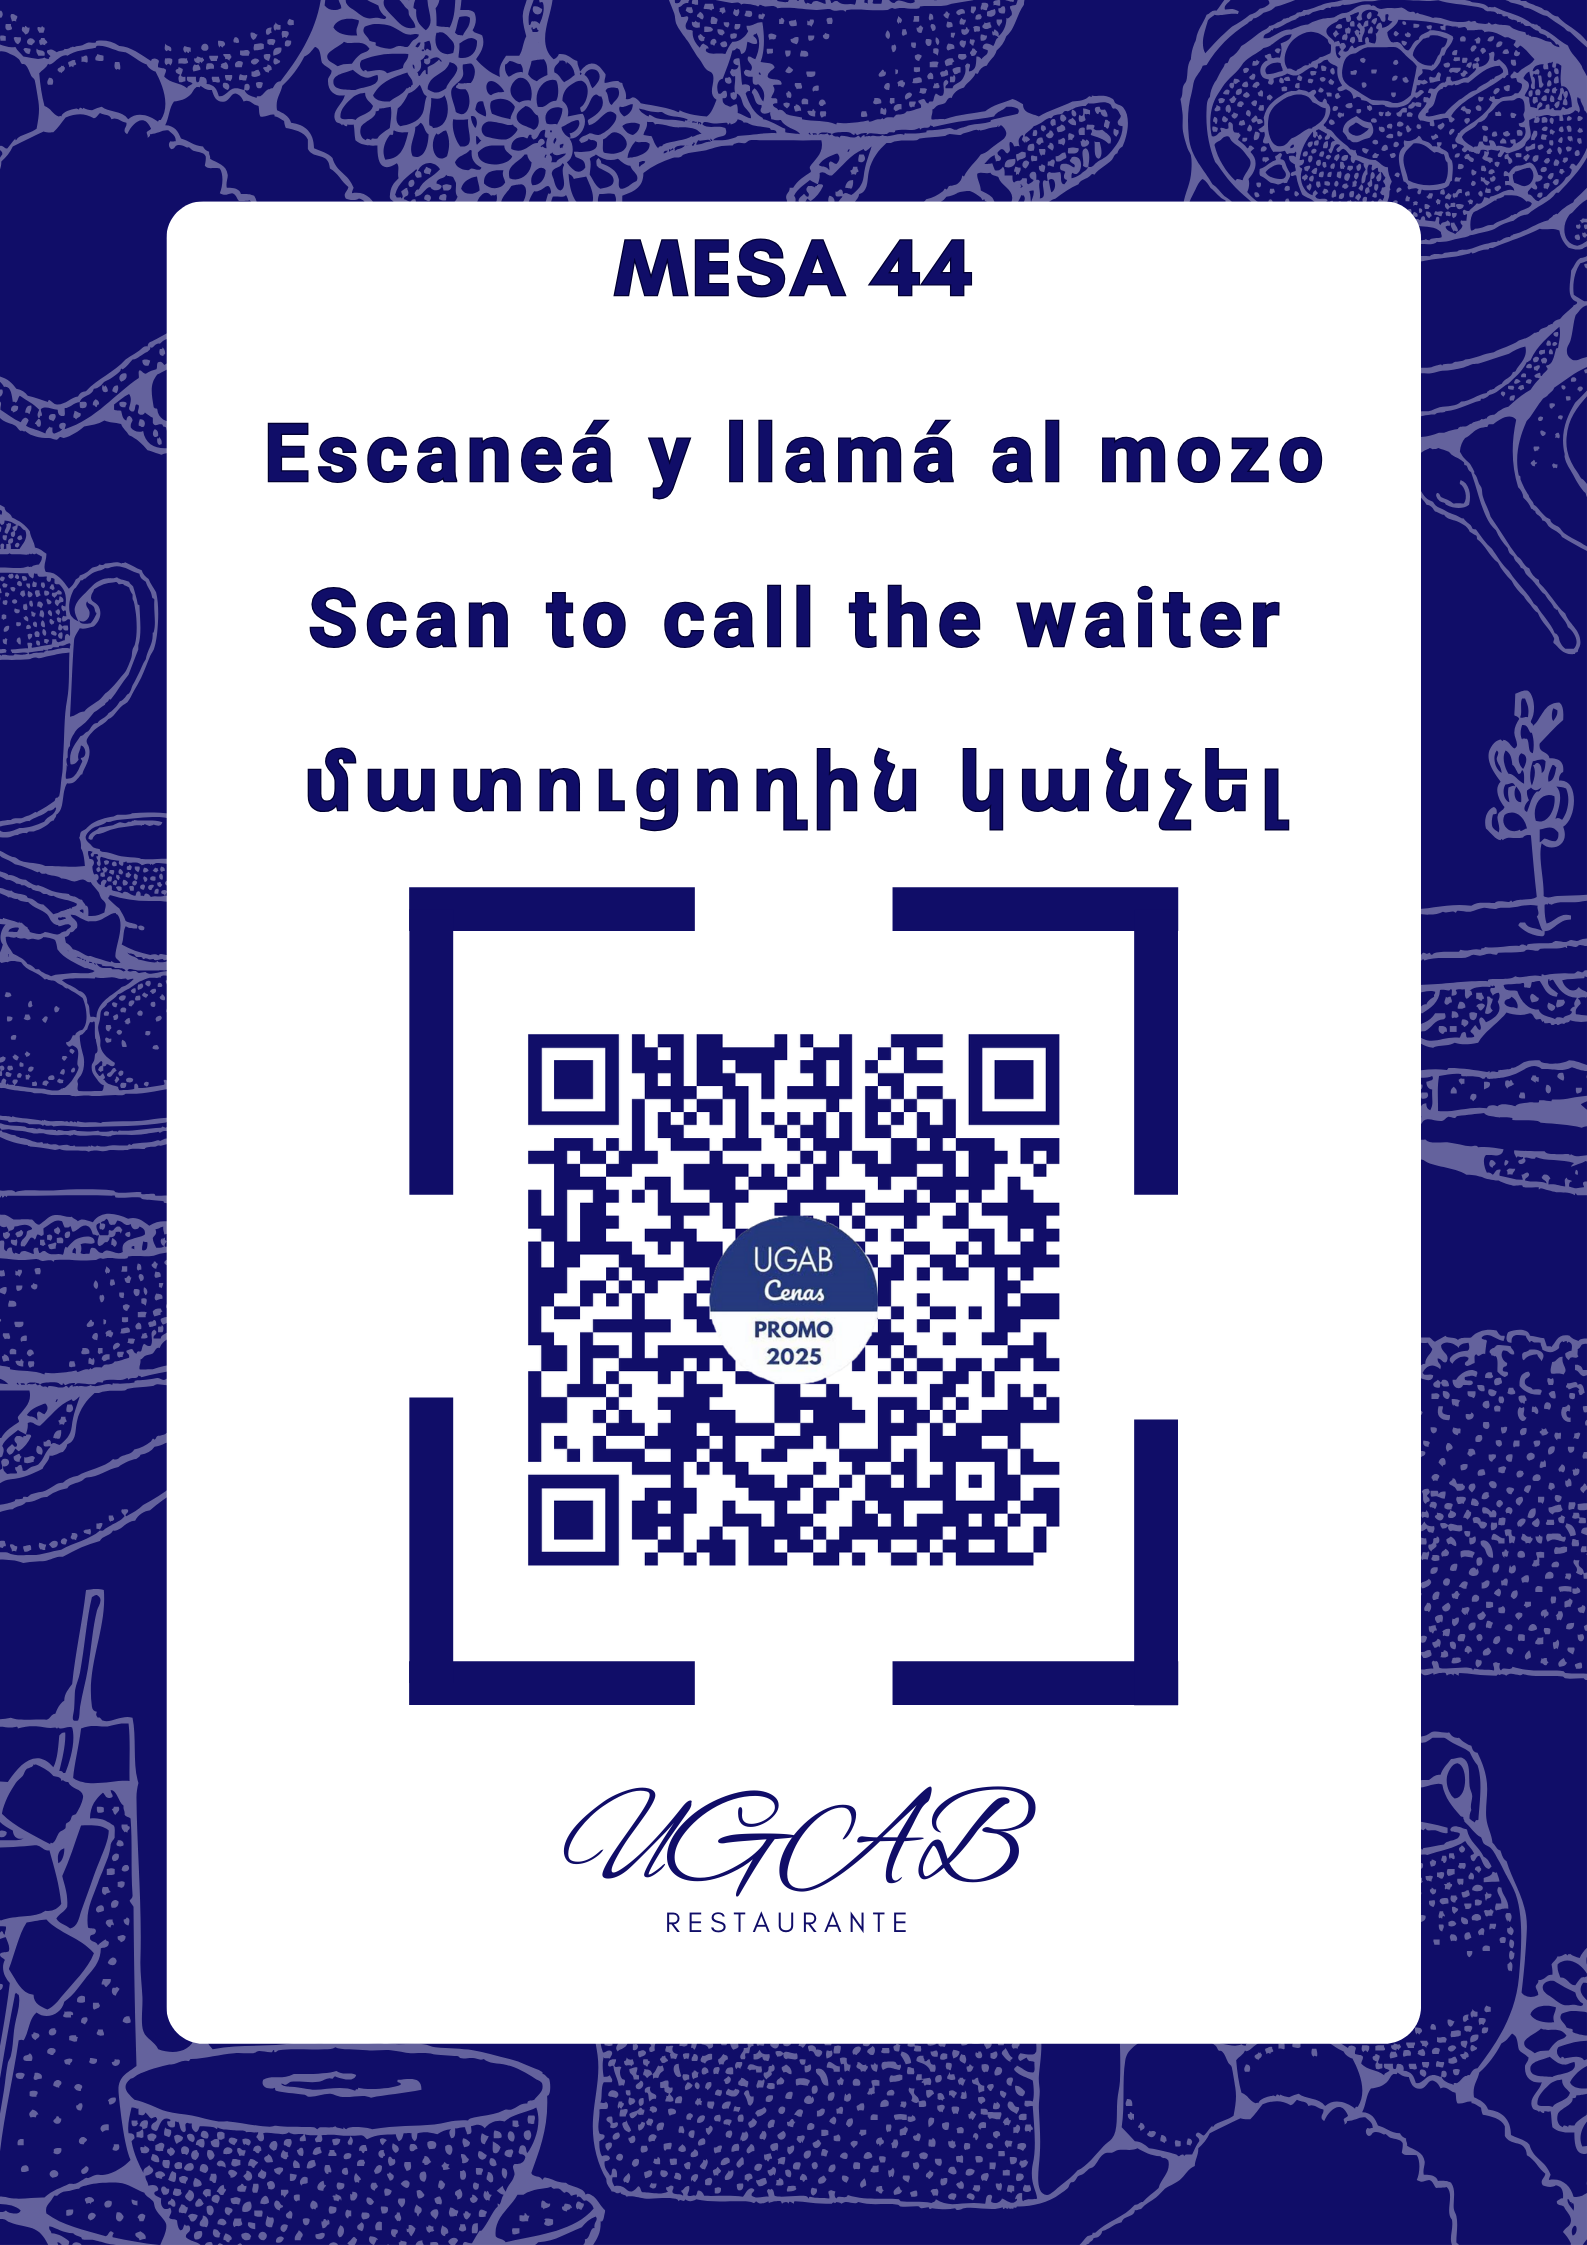 MESA 44
Escaneá y llamá al mozo
Scan to call the waiter
մատուցողին կանչել
UGAB
Cenas
PROMO
2025
UGAB
RESTAURANTE